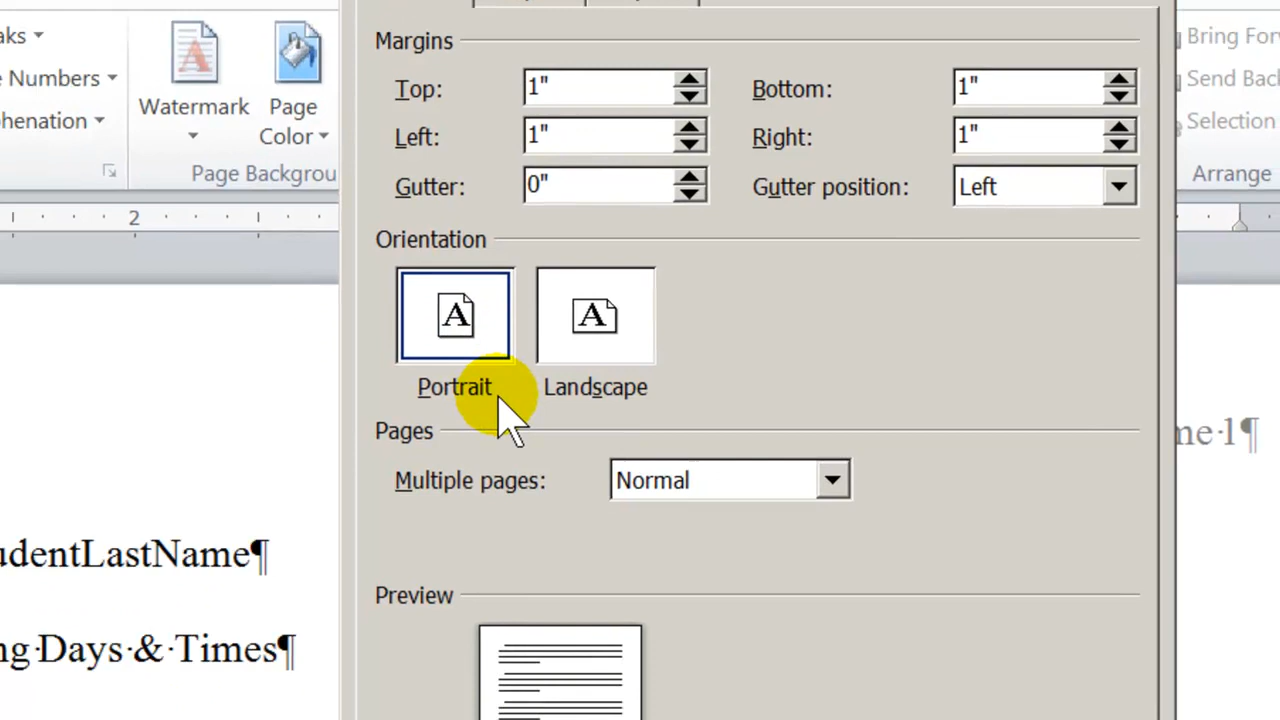 Margins
Top: 1" Bottom: 1"
Left: 1" Right: 1"
Gutter: 0" Gutter position: Left
Orientation
A A
Portrait Landscape
Pages
Multiple pages: Normal
Preview
aks
e Numbers
henation
A
Watermark
Page
Color
Page Backgrou
2
Bring For
Send Back
Selection
Arrange
me·1¶
udentLastName¶
ng·Days·&·Times¶